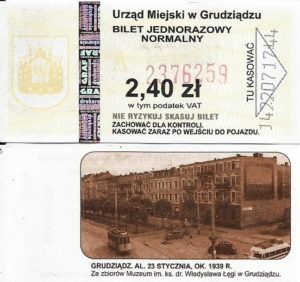 Urząd Miejski w Grudziądzu
BILET JEDNORAZOWY
NORMALNY
A 2376259
2,40 zł
w tym podatek VAT
NIE RYZYKUJ SKASUJ BILET
ZACHOWAĆ DLA KONTROLI,
KASOWAĆ ZARAZ PO WEJŚCIU DO POJAZDU.
TU KASOWAĆ
GRUDZIĄDZ. AL. 23 STYCZNIA, OK. 1939 R.
Ze zbiorów Muzeum im. ks. dr. Władysława Łęgi w Grudziądzu.